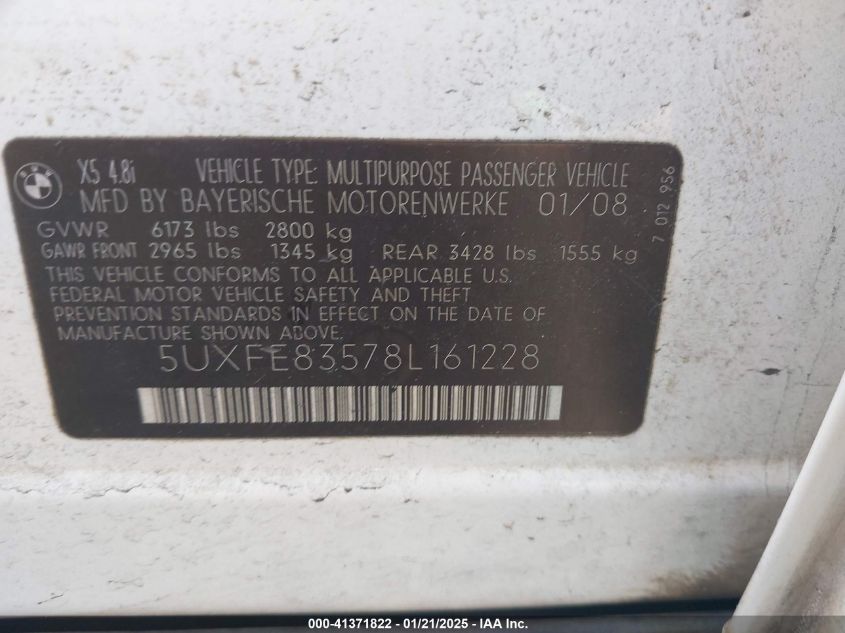 BMW
X5 4.8i VEHICLE TYPE: MULTIPURPOSE PASSENGER VEHICLE
MFD BY BAYERISCHE MOTORENWERKE 01/08
GVWR 6173 lbs 2800 kg
GAWR FRONT 2965 lbs 1345 kg REAR 3428 lbs 1555 kg
THIS VEHICLE CONFORMS TO ALL APPLICABLE U.S.
FEDERAL MOTOR VEHICLE SAFETY AND THEFT
PREVENTION STANDARDS IN EFFECT ON THE DATE OF
MANUFACTURE SHOWN ABOVE.
5UXFE83578L161228
7 012 956
000-41371822 - 01/21/2025 - IAA Inc.